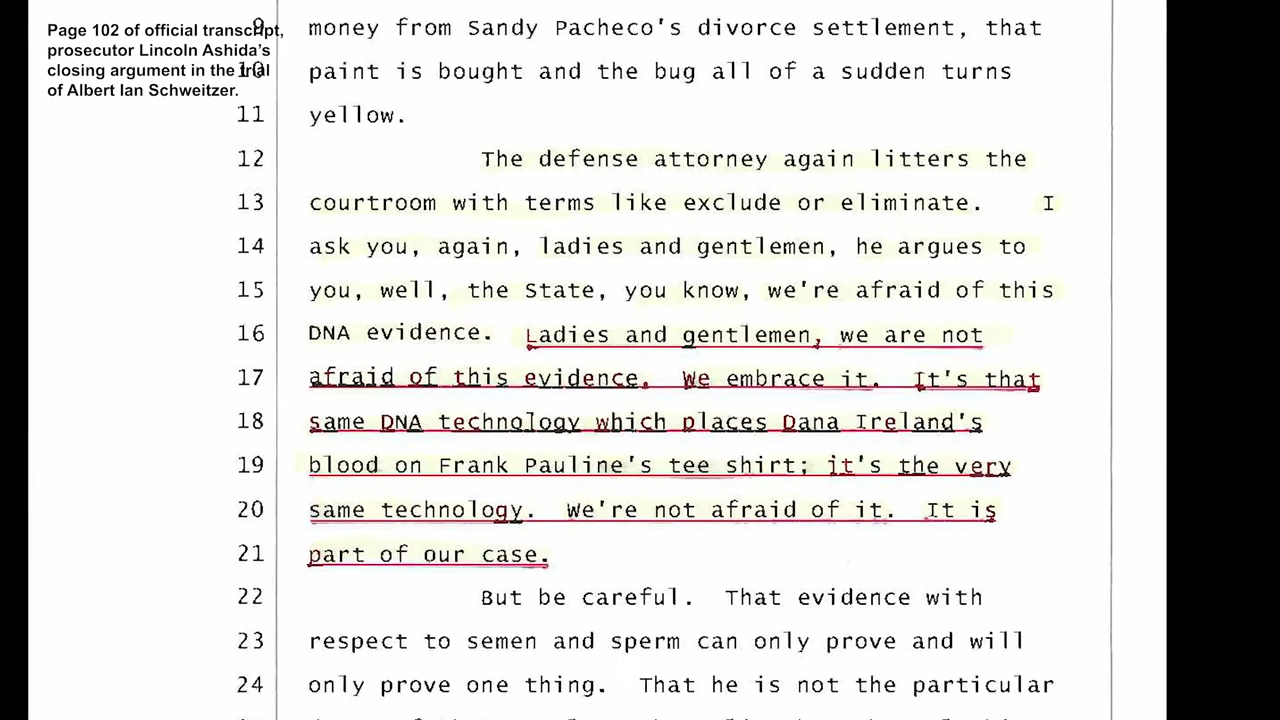 Page 102 of official transcript,
prosecutor Lincoln Ashida's
closing argument in the trial
of Albert Ian Schweitzer.
9 money from Sandy Pacheco's divorce settlement, that
10 paint is bought and the bug all of a sudden turns
11 yellow.
12 The defense attorney again litters the
13 courtroom with terms like exclude or eliminate. I
14 ask you, again, ladies and gentlemen, he argues to
15 you, well, the State, you know, we're afraid of this
16 DNA evidence. Ladies and gentlemen, we are not
17 afraid of this evidence. We embrace it. It's that
18 same DNA technology which places Dana Ireland's
19 blood on Frank Pauline's tee shirt; it's the very
20 same technology. We're not afraid of it. It is
21 part of our case.
22 But be careful. That evidence with
23 respect to semen and sperm can only prove and will
24 only prove one thing. That he is not the particular